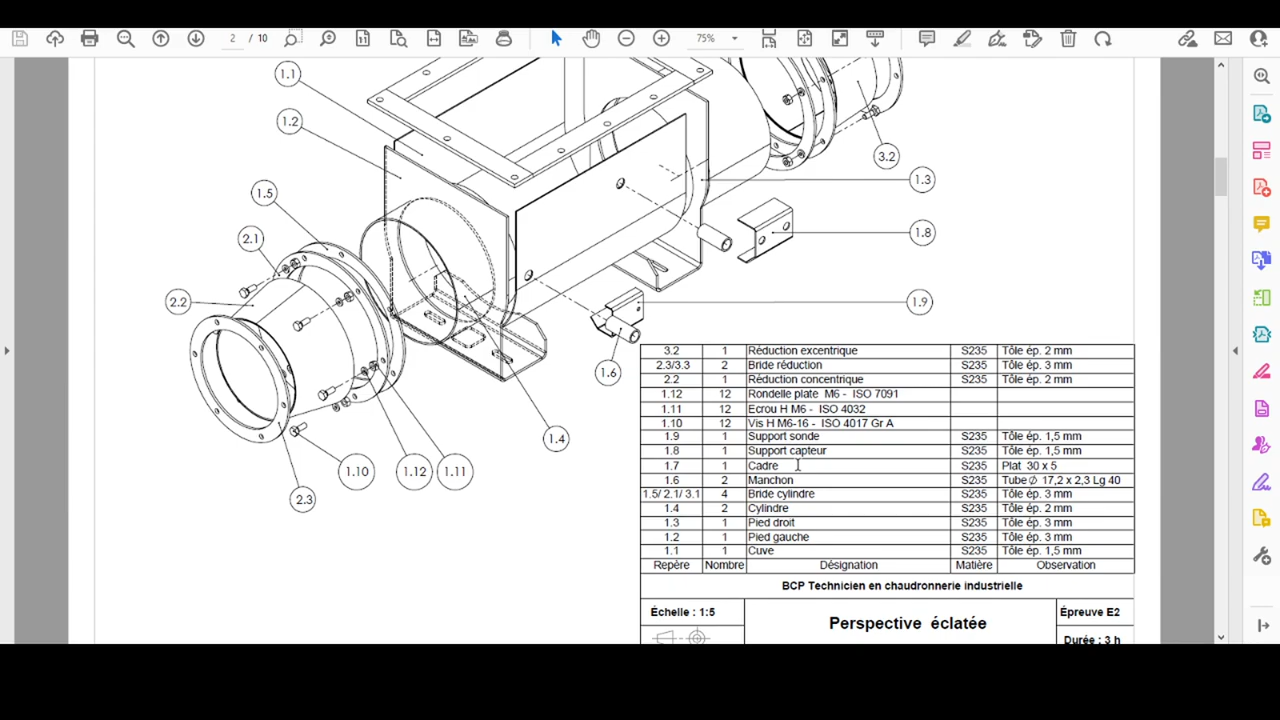 2 / 10
75%
1.1
1.2
3.2
1.3
1.5
1.8
2.1
2.2
1.9
1.6
1.4
1.10
1.12
1.11
2.3
3.2 1 Réduction excentrique S235 Tôle ép. 2 mm
2.3/3.3 2 Bride réduction S235 Tôle ép. 3 mm
2.2 1 Réduction concentrique S235 Tôle ép. 2 mm
1.12 12 Rondelle plate M6 - ISO 7091
1.11 12 Ecrou H M6 - ISO 4032
1.10 12 Vis H M6-16 - ISO 4017 Gr A
1.9 1 Support sonde S235 Tôle ép. 1,5 mm
1.8 1 Support capteur S235 Tôle ép. 1,5 mm
1.7 1 Cadre S235 Plat 30 x 5
1.6 2 Manchon S235 Tube ∅ 17,2 x 2,3 Lg 40
1.5/ 2.1/ 3.1 4 Bride cylindre S235 Tôle ép. 3 mm
1.4 2 Cylindre S235 Tôle ép. 2 mm
1.3 1 Pied droit S235 Tôle ép. 3 mm
1.2 1 Pied gauche S235 Tôle ép. 3 mm
1.1 1 Cuve S235 Tôle ép. 1,5 mm
Repère Nombre Désignation Matière Observation
BCP Technicien en chaudronnerie industrielle
Échelle : 1:5
Perspective éclatée
Épreuve E2
Durée : 3 h